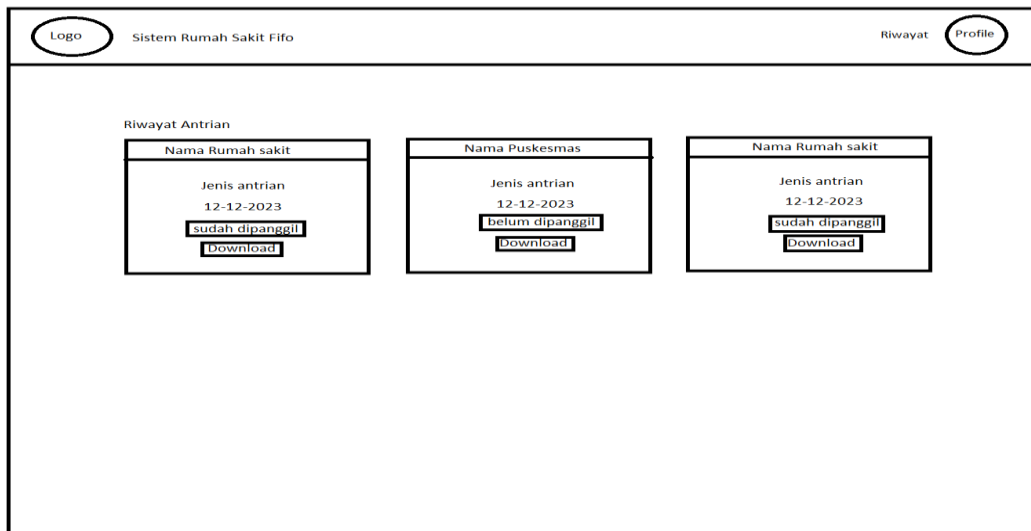 Logo
Sistem Rumah Sakit Fifo
Riwayat
Profile
Riwayat Antrian
Nama Rumah sakit
Jenis antrian
12-12-2023
sudah dipanggil
Download
Nama Puskesmas
Jenis antrian
12-12-2023
belum dipanggil
Download
Nama Rumah sakit
Jenis antrian
12-12-2023
sudah dipanggil
Download